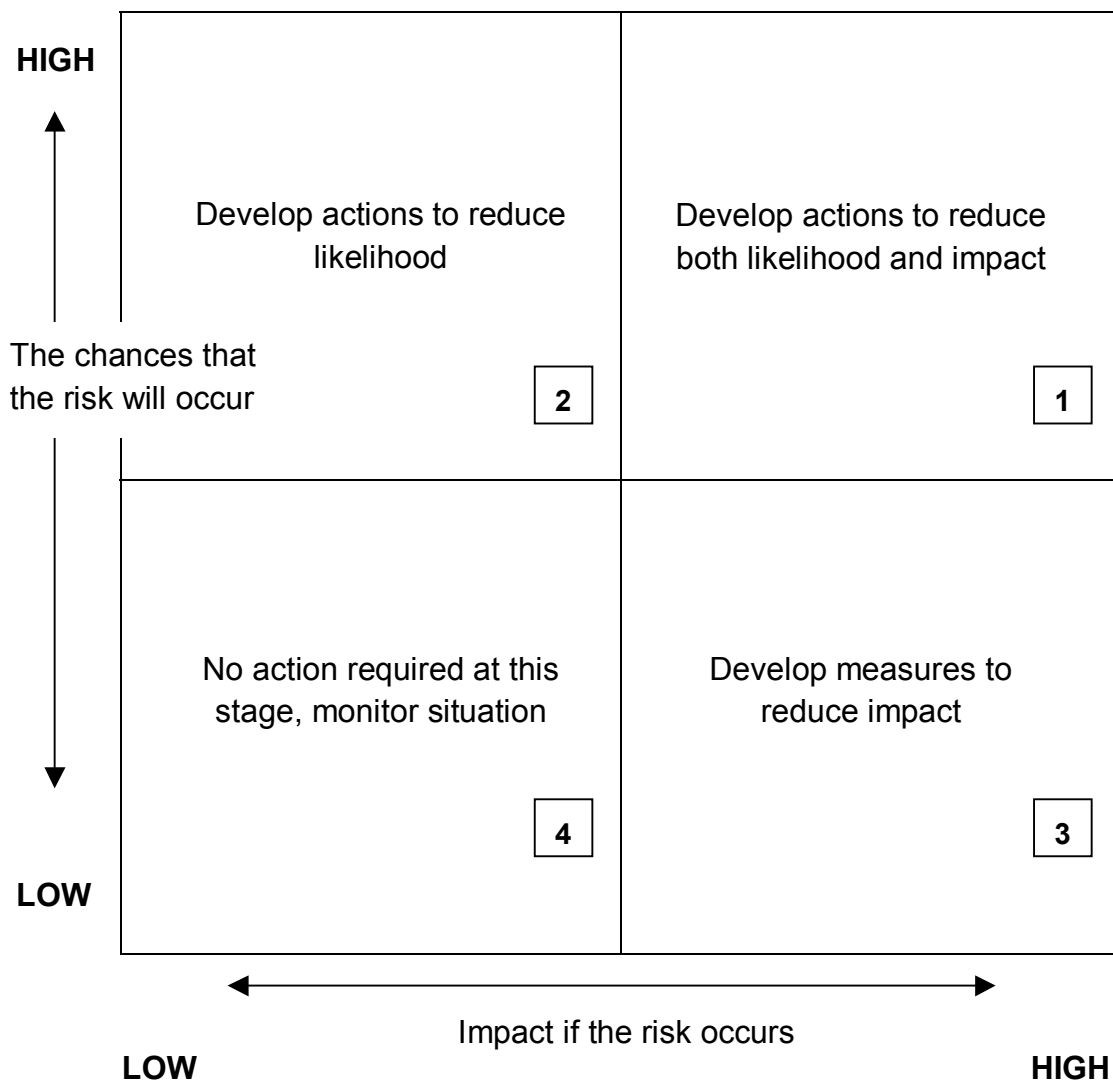 HIGH
Develop actions to reduce
likelihood
Develop actions to reduce
both likelihood and impact
The chances that
the risk will occur
2
1
No action required at this
stage, monitor situation
Develop measures to
reduce impact
4
3
LOW
Impact if the risk occurs
LOW
HIGH